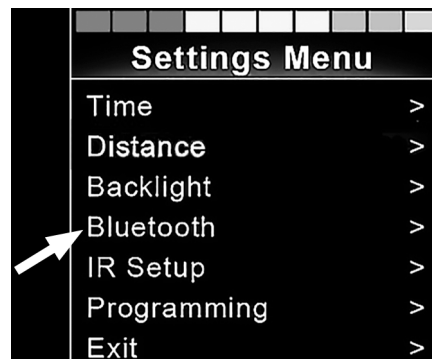 Settings Menu
Time >
Distance >
Backlight >
Bluetooth >
IR Setup >
Programming >
Exit >